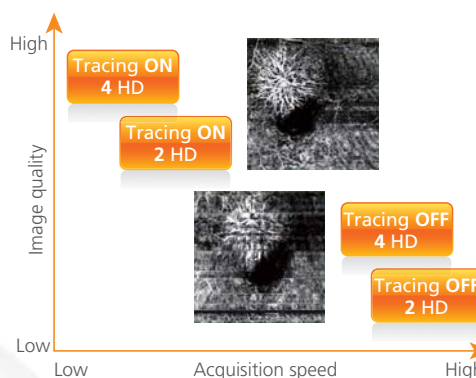 High
Tracing ON
4 HD
Tracing ON
2 HD
Image quality
Tracing OFF
4 HD
Tracing OFF
2 HD
Low
Low
Acquisition speed
High